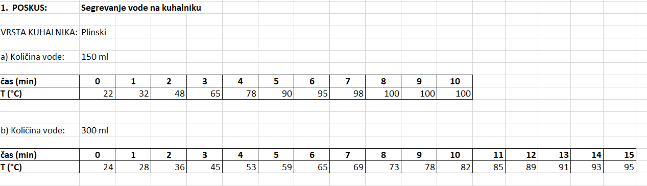 1. POSKUS: Segrevanje vode na kuhalniku
VRSTA KUHALNIKA: Plinski
a) Količina vode: 150 ml
čas (min) 0 1 2 3 4 5 6 7 8 9 10
T (°C) 22 32 48 65 78 90 95 98 100 100 100
b) Količina vode: 300 ml
čas (min) 0 1 2 3 4 5 6 7 8 9 10 11 12 13 14 15
T (°C) 24 28 36 45 53 59 65 69 73 78 82 85 89 91 93 95